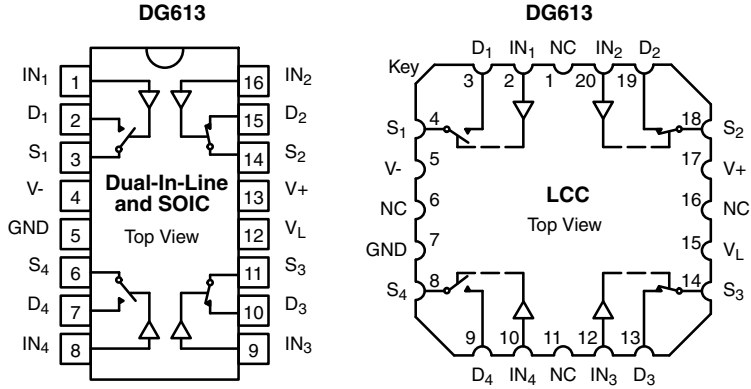 DG613
IN1 1 16 IN2
D1 2 15 D2
S1 3 14 S2
V- 4 13 V+
GND 5 12 VL
S4 6 11 S3
D4 7 10 D3
IN4 8 9 IN3
Dual-In-Line
and SOIC
Top View
DG613
Key D1 IN1 NC IN2 D2
3 2 1 20 19
S1 4 18 S2
V- 5 17 V+
NC 6 16 NC
GND 7 15 VL
S4 8 14 S3
LCC
Top View
9 10 11 12 13
D4 IN4 NC IN3 D3